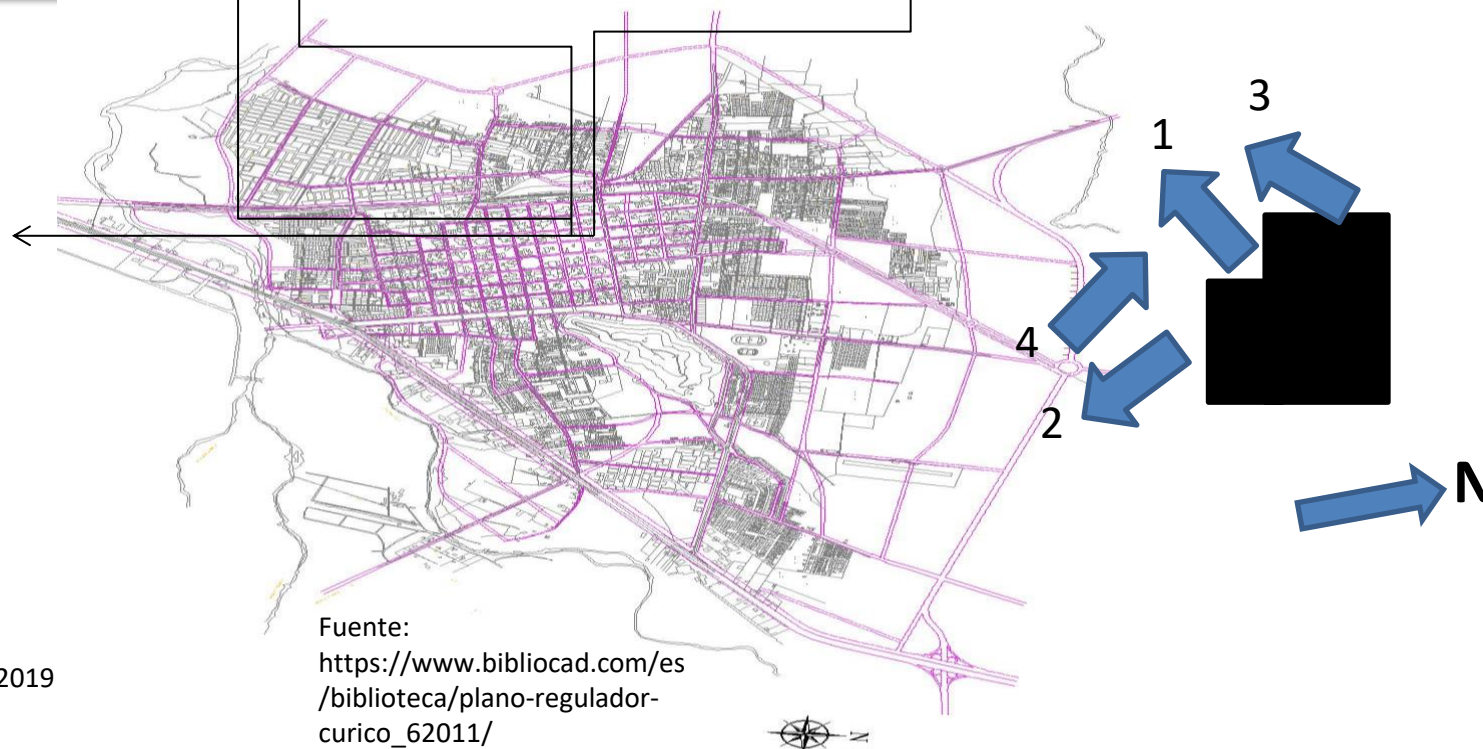 3
1
4
2
N
Fuente:
https://www.bibliocad.com/es
/biblioteca/plano-regulador-
curico_62011/
2019
N